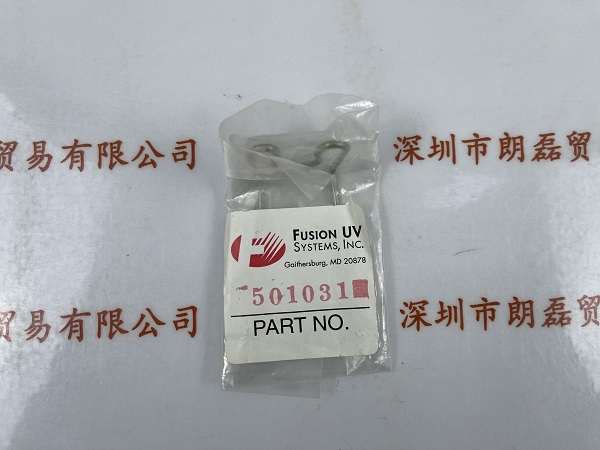 贸易有限公司
深圳市朗磊贸
FUSION UV
SYSTEMS, INC.
Gaithersburg, MD 20878
501031
PART NO.
贸易有限公司
深圳市朗磊贸